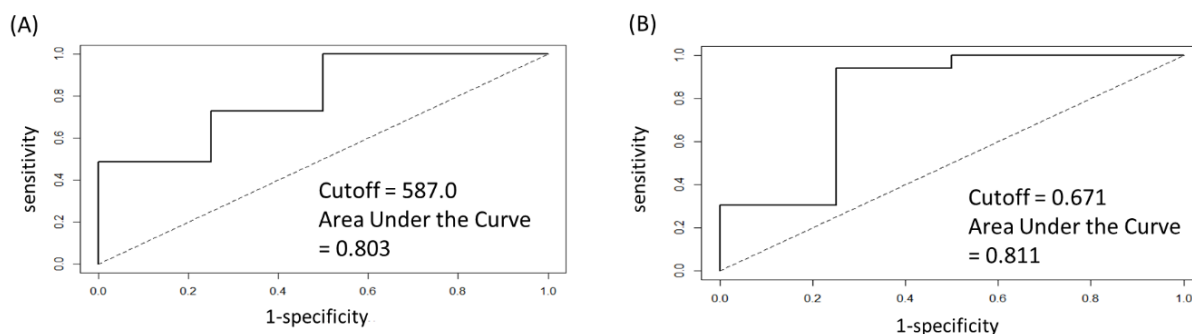 (A)
1.0
0.8
0.6
0.4
0.2
0.0
sensitivity
Cutoff = 587.0
Area Under the Curve
= 0.803
0.0 0.2 0.4 0.6 0.8 1.0
1-specificity
(B)
1.0
0.8
0.6
0.4
0.2
0.0
sensitivity
Cutoff = 0.671
Area Under the Curve
= 0.811
0.0 0.2 0.4 0.6 0.8 1.0
1-specificity